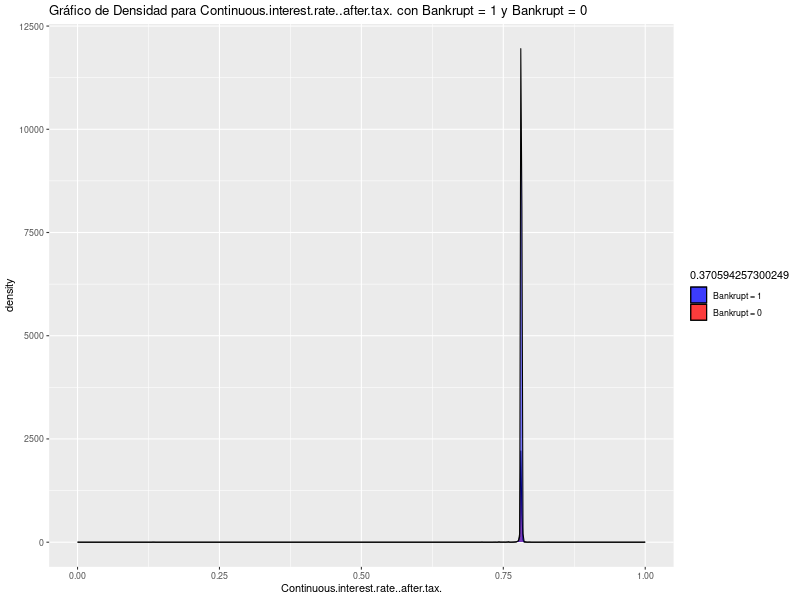 Gráfico de Densidad para Continuous.interest.rate..after.tax. con Bankrupt = 1 y Bankrupt = 0
12500
10000
7500
5000
2500
0
density
0.00
0.25
0.50
0.75
1.00
Continuous.interest.rate..after.tax.
0.370594257300249
Bankrupt = 1
Bankrupt = 0